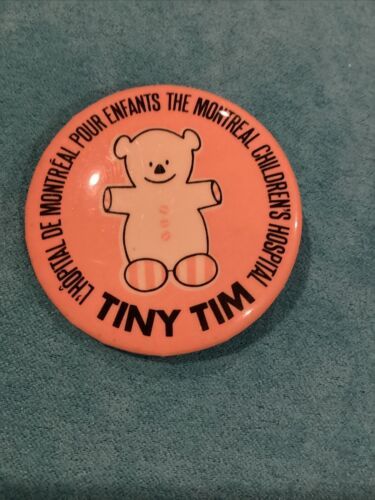 L'HÔPITAL DE MONTRÉAL POUR ENFANTS THE MONTREAL CHILDREN'S HOSPITAL
TINY TIM